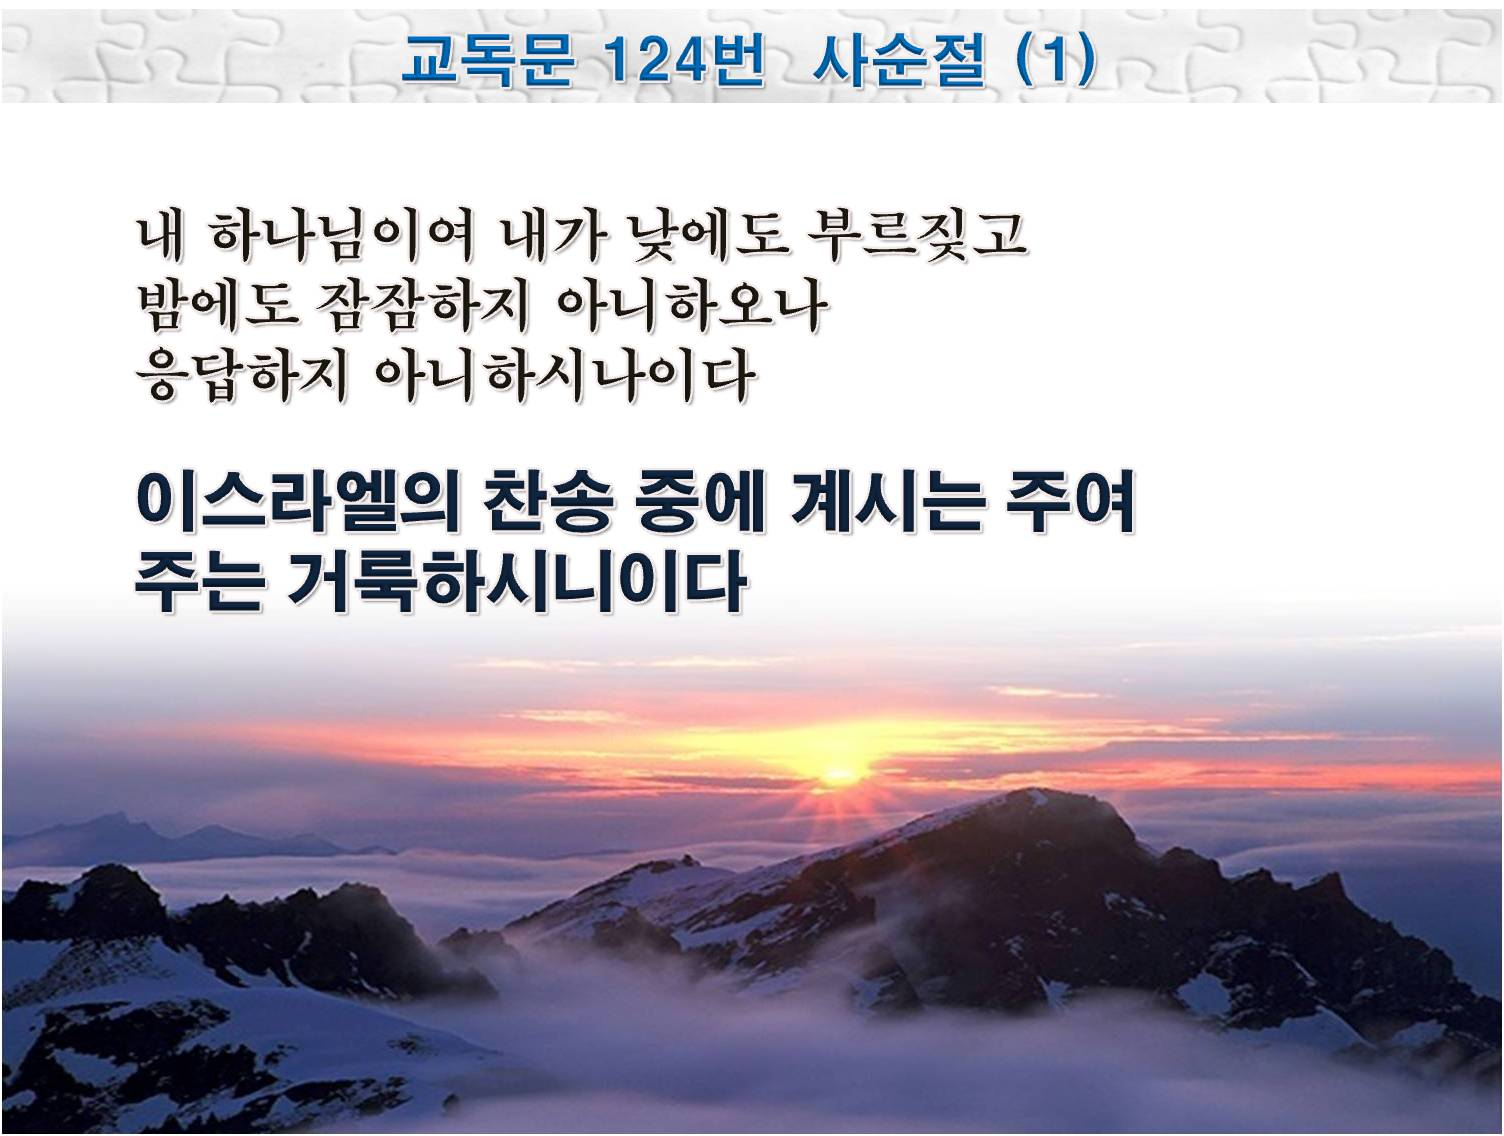 교독문 124번 사순절 (1)
내 하나님이여 내가 낮에도 부르짖고
밤에도 잠잠하지 아니하오나
응답하지 아니하시나이다
이스라엘의 찬송 중에 계시는 주여
주는 거룩하시니이다